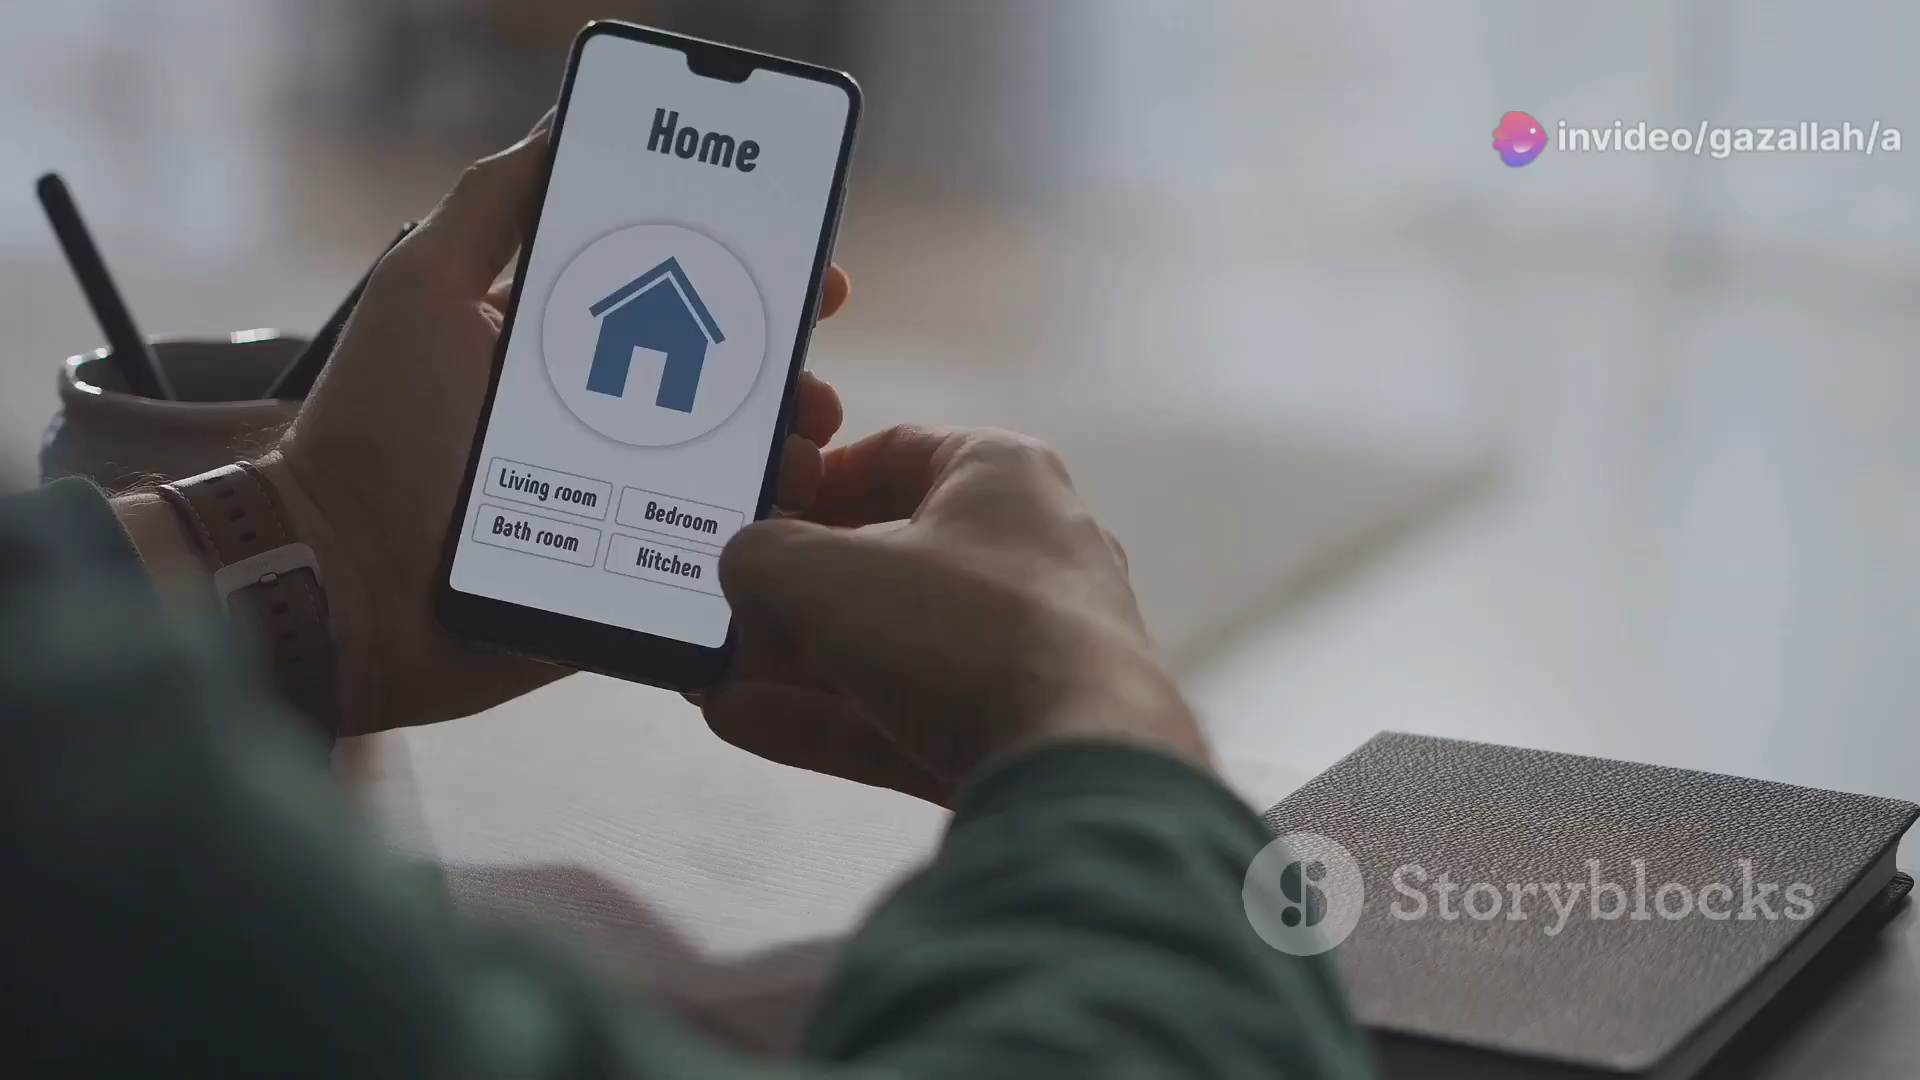 Home
invideo/gazallah/a
Living room
Bedroom
Bath room
Kitchen
Storyblocks